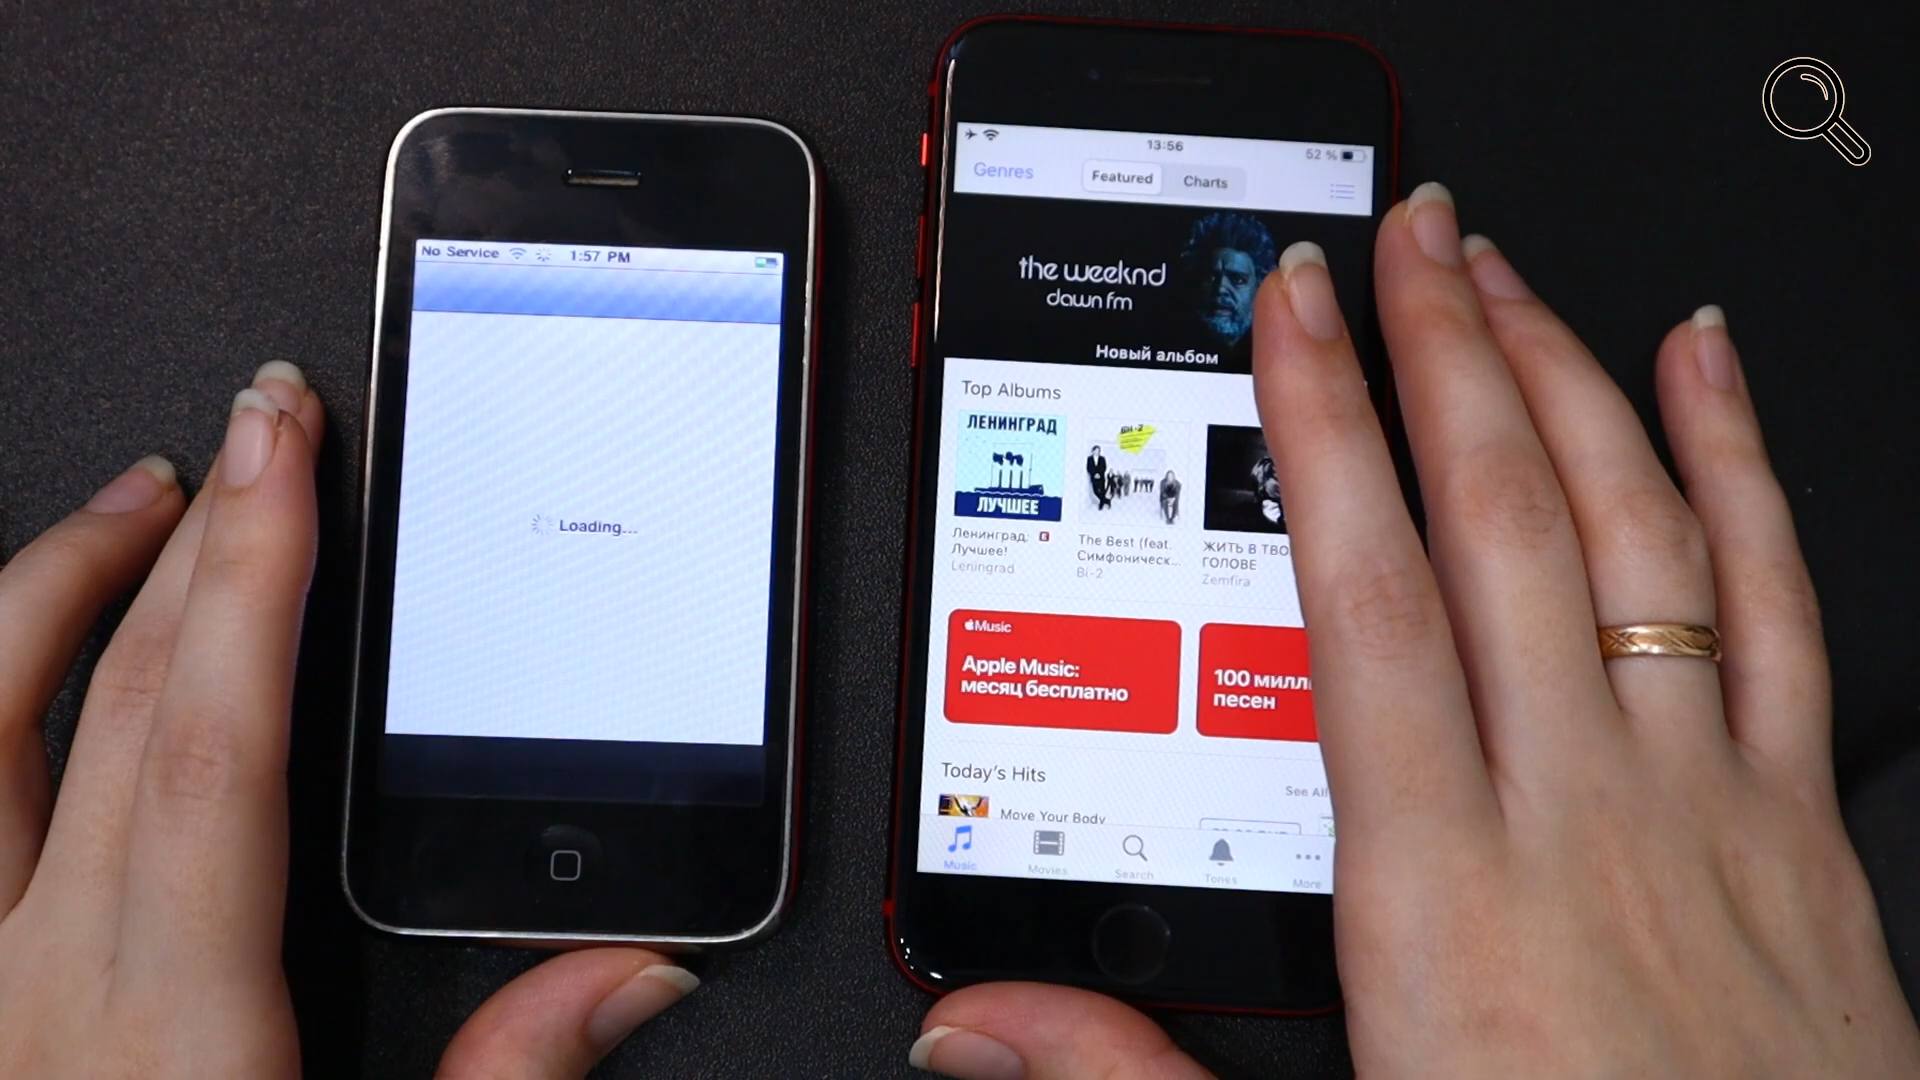 No Service 1:57 PM
Loading...
13:56
52 %
Genres
Featured
Charts
the weeknd
dawn fm
Новый альбом
Top Albums
ЛЕНИНГРАД
ЛУЧШЕЕ
БИ-2
Ленинград: E
Лучшее!
Leningrad
The Best (feat.
Симфоническ...
Bi-2
ЖИТЬ В ТВО
ГОЛОВЕ
Zemfira
Music
Apple Music:
месяц бесплатно
100 милл
песен
Today's Hits
See All
Move Your Body
Music
Movies
Search
Tones
More